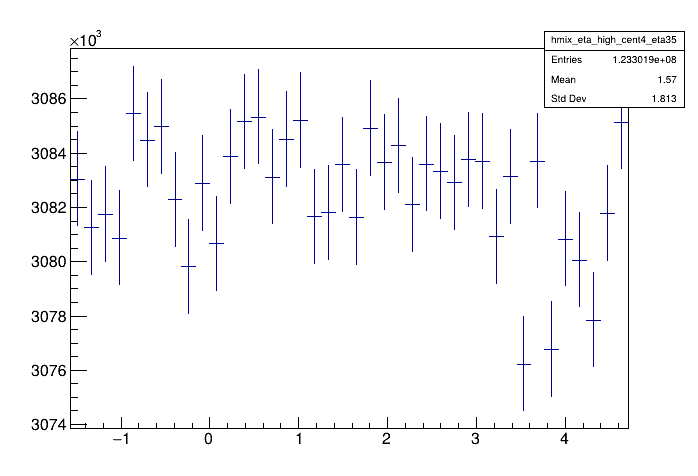 ×10³
hmix_eta_high_cent4_eta35
Entries 1.233019e+08
Mean 1.57
Std Dev 1.813
3086
3084
3082
3080
3078
3076
3074
−1 0 1 2 3 4